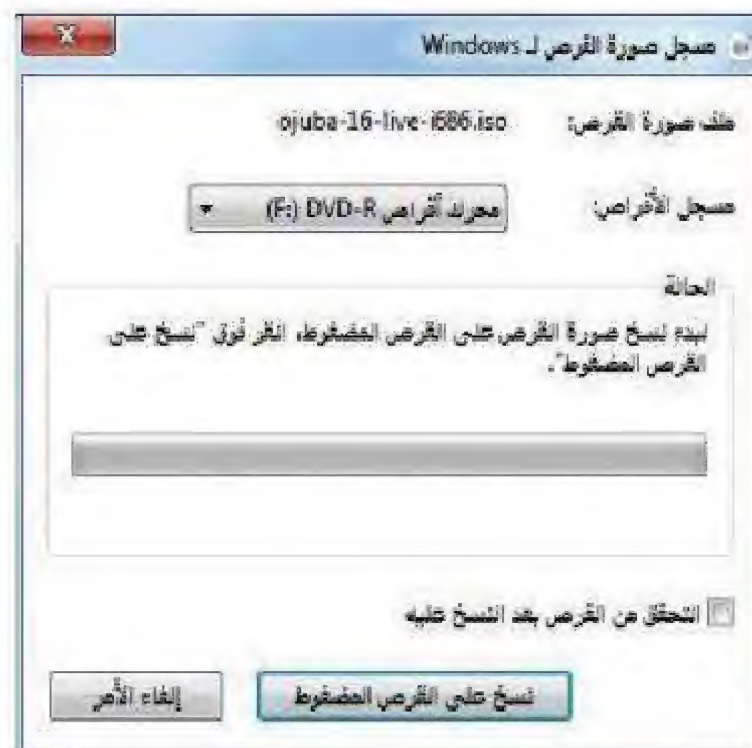 مسجل صورة القرص لـ Windows
ملف صورة القرص: ojuba-16-live-i686.iso
مسجل الأقراص: محرك أقراص DVD-R (F:)
الحالة
لبدء نسخ صورة القرص على القرص المضغوط، انقر فوق "نسخ على
القرص المضغوط".
التحقق من القرص بعد النسخ عليه
نسخ على القرص المضغوط
إلغاء الأمر